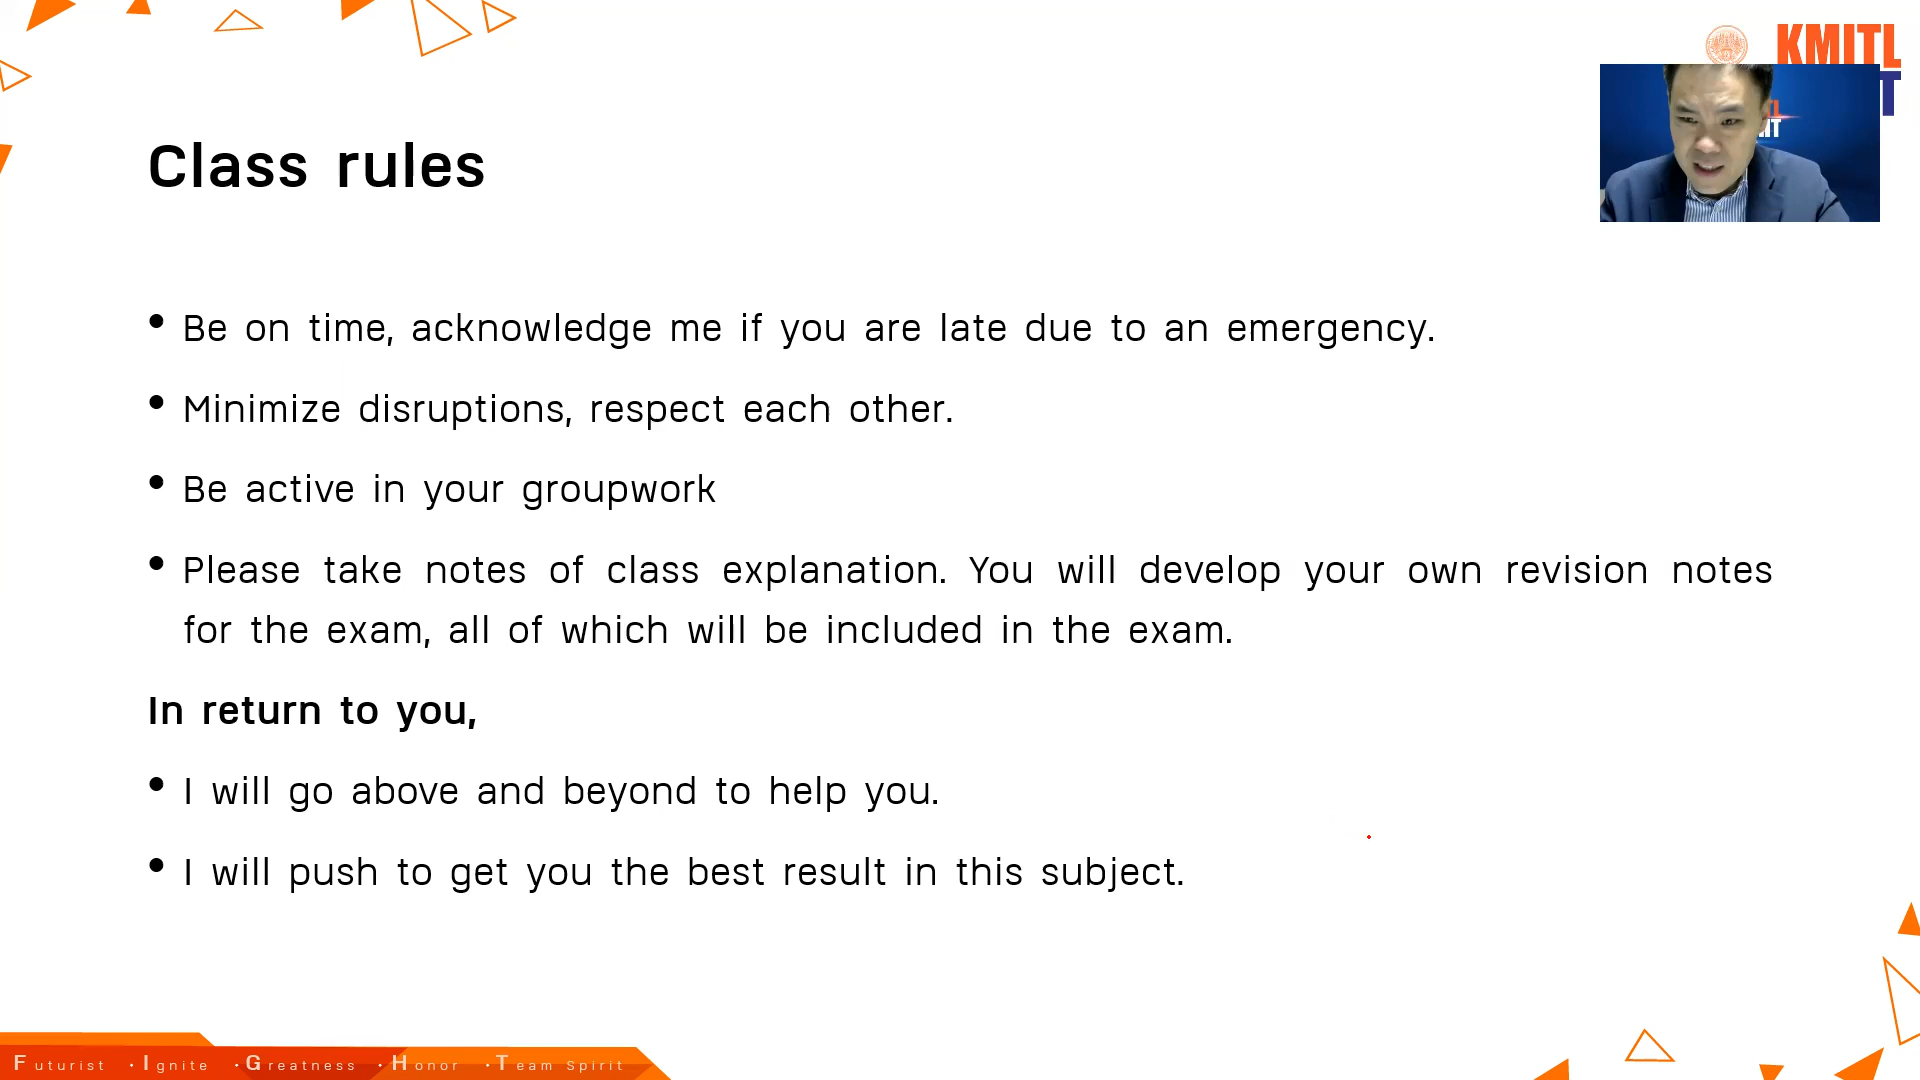 KMITL
Class rules
• Be on time, acknowledge me if you are late due to an emergency.
• Minimize disruptions, respect each other.
• Be active in your groupwork
• Please take notes of class explanation. You will develop your own revision notes
for the exam, all of which will be included in the exam.
In return to you,
• I will go above and beyond to help you.
• I will push to get you the best result in this subject.
Futurist •Ignite •Greatness •Honor •Team Spirit